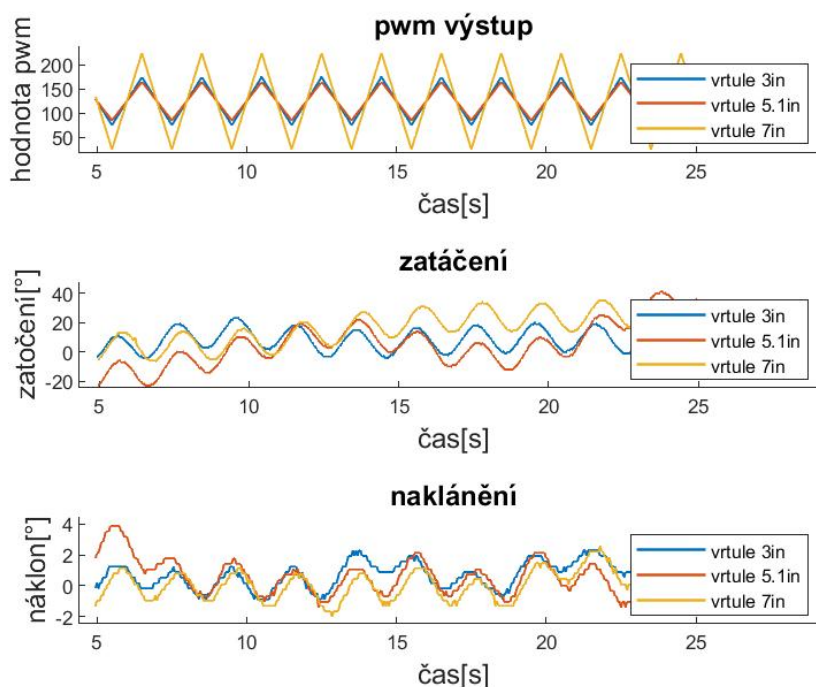 pwm výstup
hodnota pwm
200
150
100
50
vrtule 3in
vrtule 5.1in
vrtule 7in
5
10
15
20
25
čas[s]
zatáčení
zatočení[°]
40
20
0
-20
vrtule 3in
vrtule 5.1in
vrtule 7in
5
10
15
20
25
čas[s]
naklánění
náklon[°]
4
2
0
-2
vrtule 3in
vrtule 5.1in
vrtule 7in
5
10
15
20
25
čas[s]